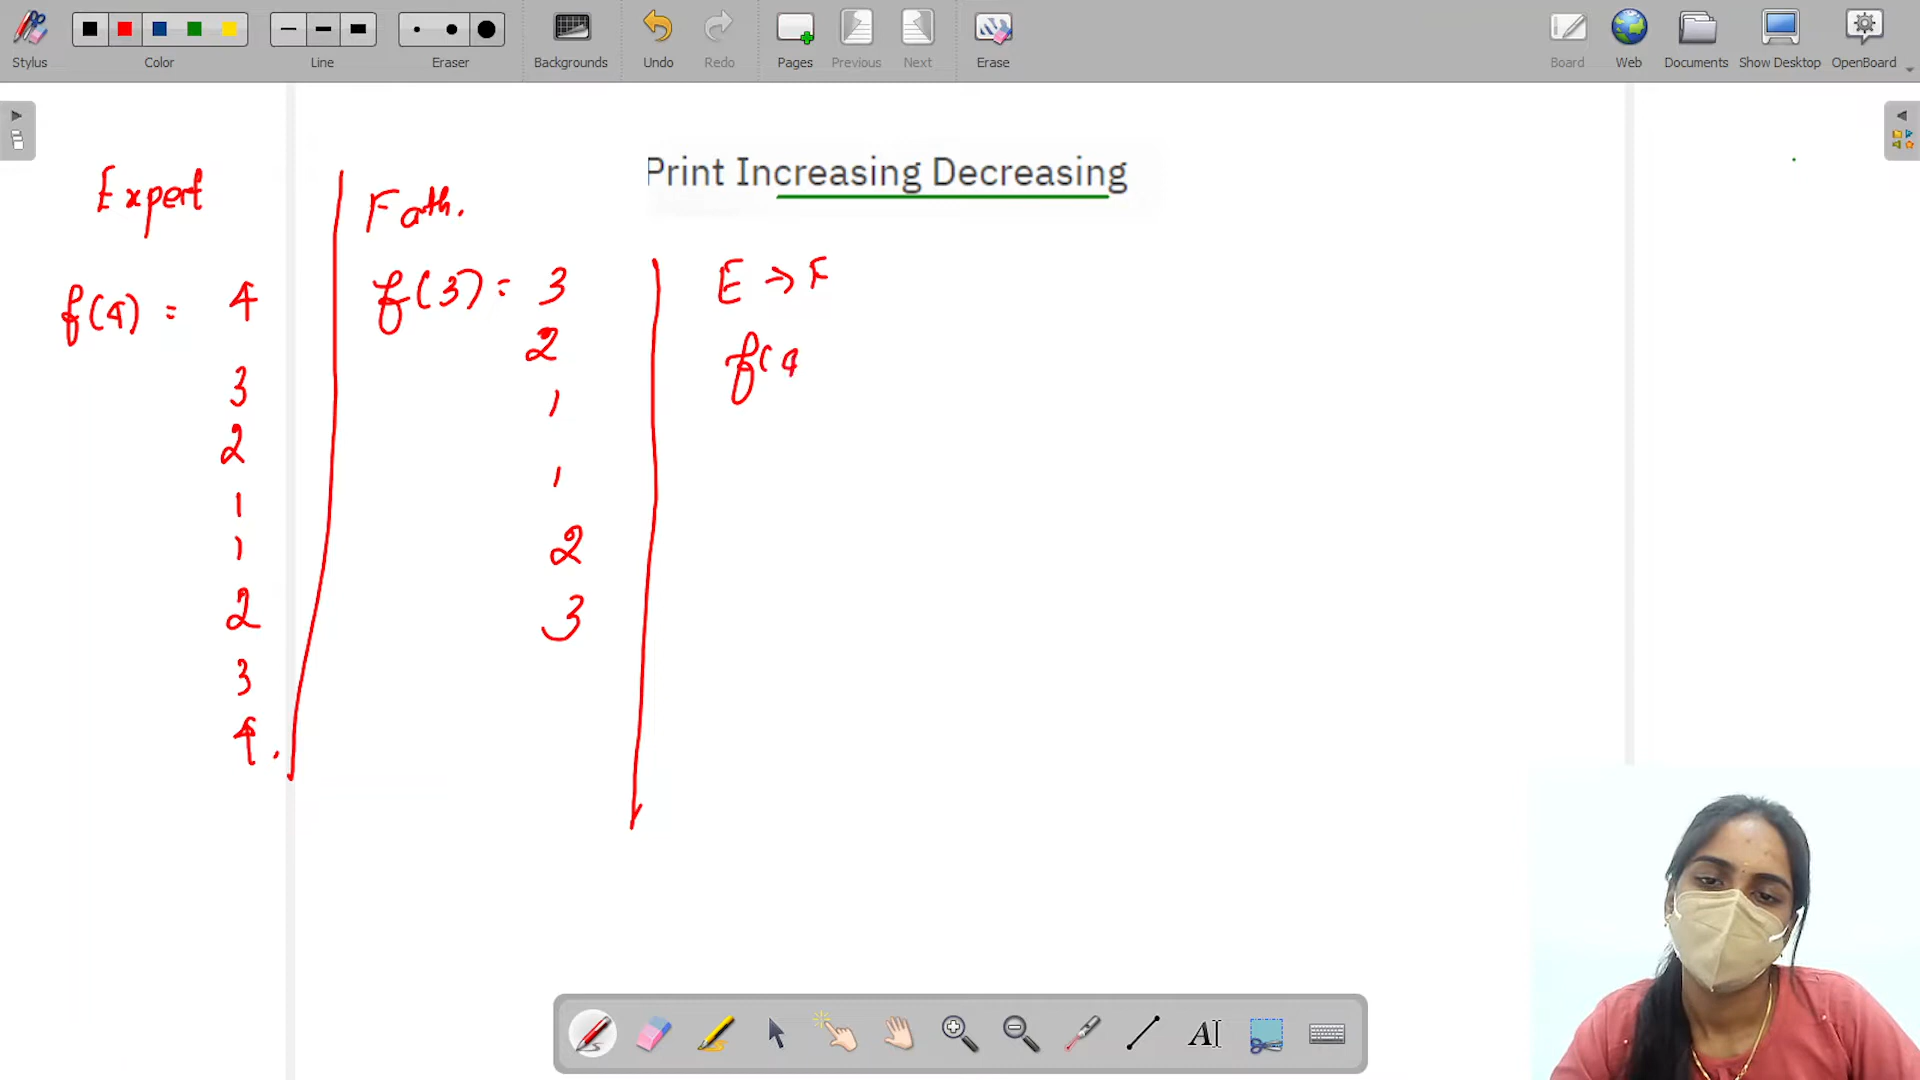 Stylus
Color
Line
Eraser
Backgrounds
Undo
Redo
Pages
Previous
Next
Erase
Board
Web
Documents
Show Desktop
OpenBoard
Print Increasing Decreasing
Expert
f(4) = 4
3
2
1
1
2
3
4.
Fath.
f(3) = 3
2
1
1
2
3
E → F
f(4